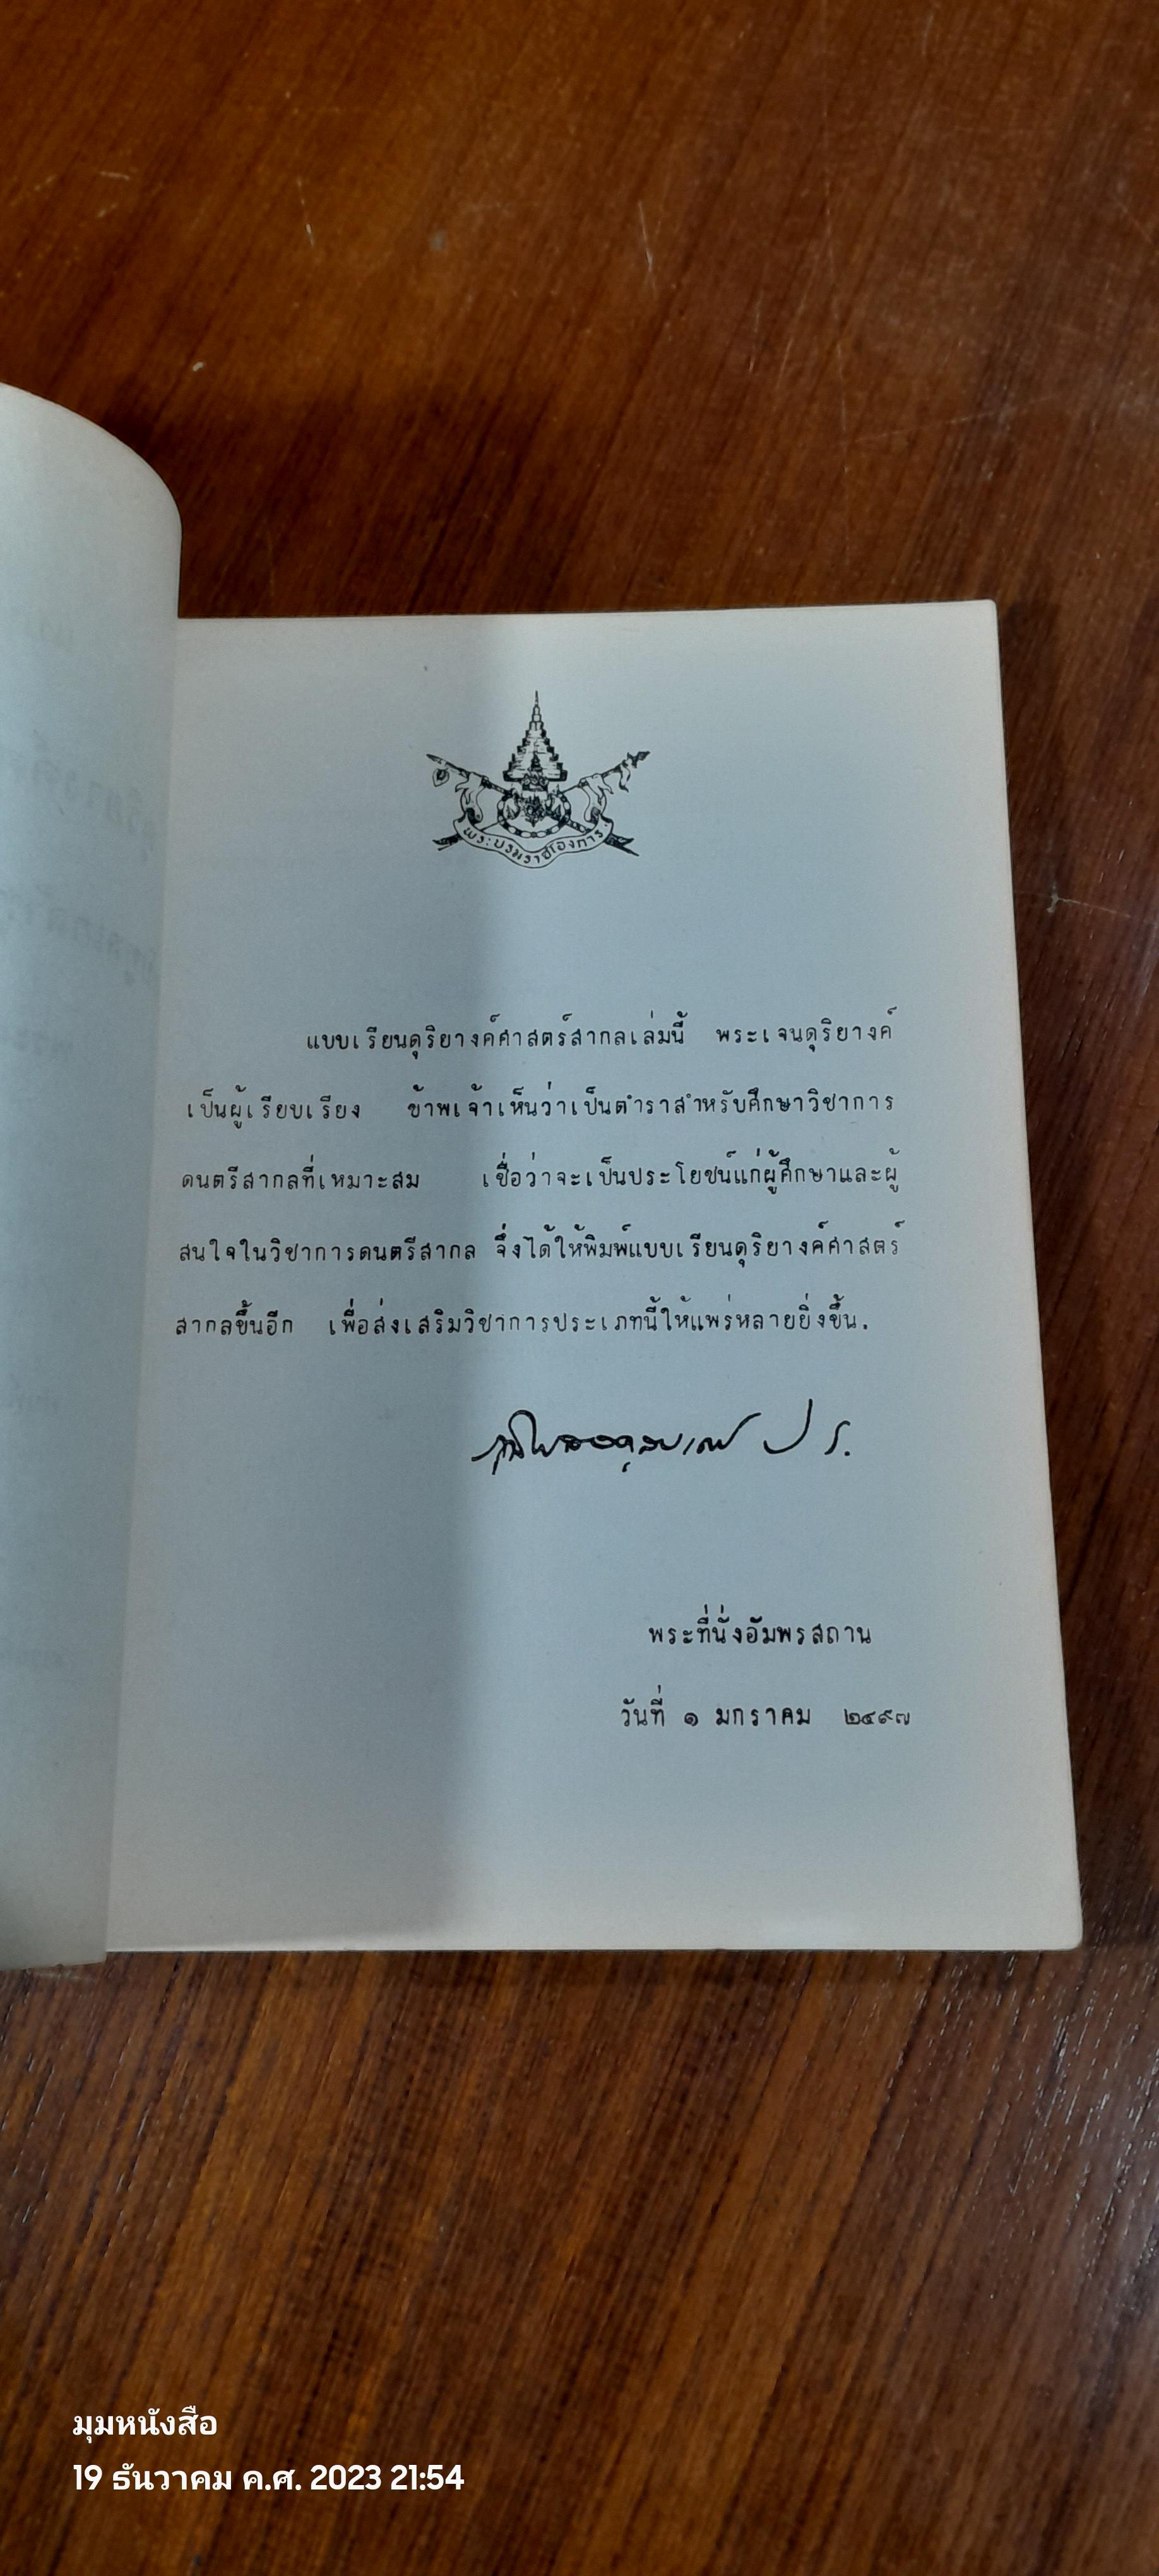 พระบรมราชโองการ
แบบเรียนดุริยางค์ศาสตร์สากลเล่มนี้ พระเจนดุริยางค์
เป็นผู้เรียบเรียง ข้าพเจ้าเห็นว่าเป็นตำราสำหรับศึกษาวิชาการ
ดนตรีสากลที่เหมาะสม เชื่อว่าจะเป็นประโยชน์แก่ผู้ศึกษาและผู้
สนใจในวิชาการดนตรีสากล จึ่งได้ให้พิมพ์แบบเรียนดุริยางค์ศาสตร์
สากลขึ้นอีก เพื่อส่งเสริมวิชาการประเภทนี้ให้แพร่หลายยิ่งขึ้น.
ภูมิพลอดุลยเดช ป ร.
พระที่นั่งอัมพรสถาน
วันที่ ๑ มกราคม ๒๔๙๗
มุมหนังสือ
19 ธันวาคม ค.ศ. 2023 21:54